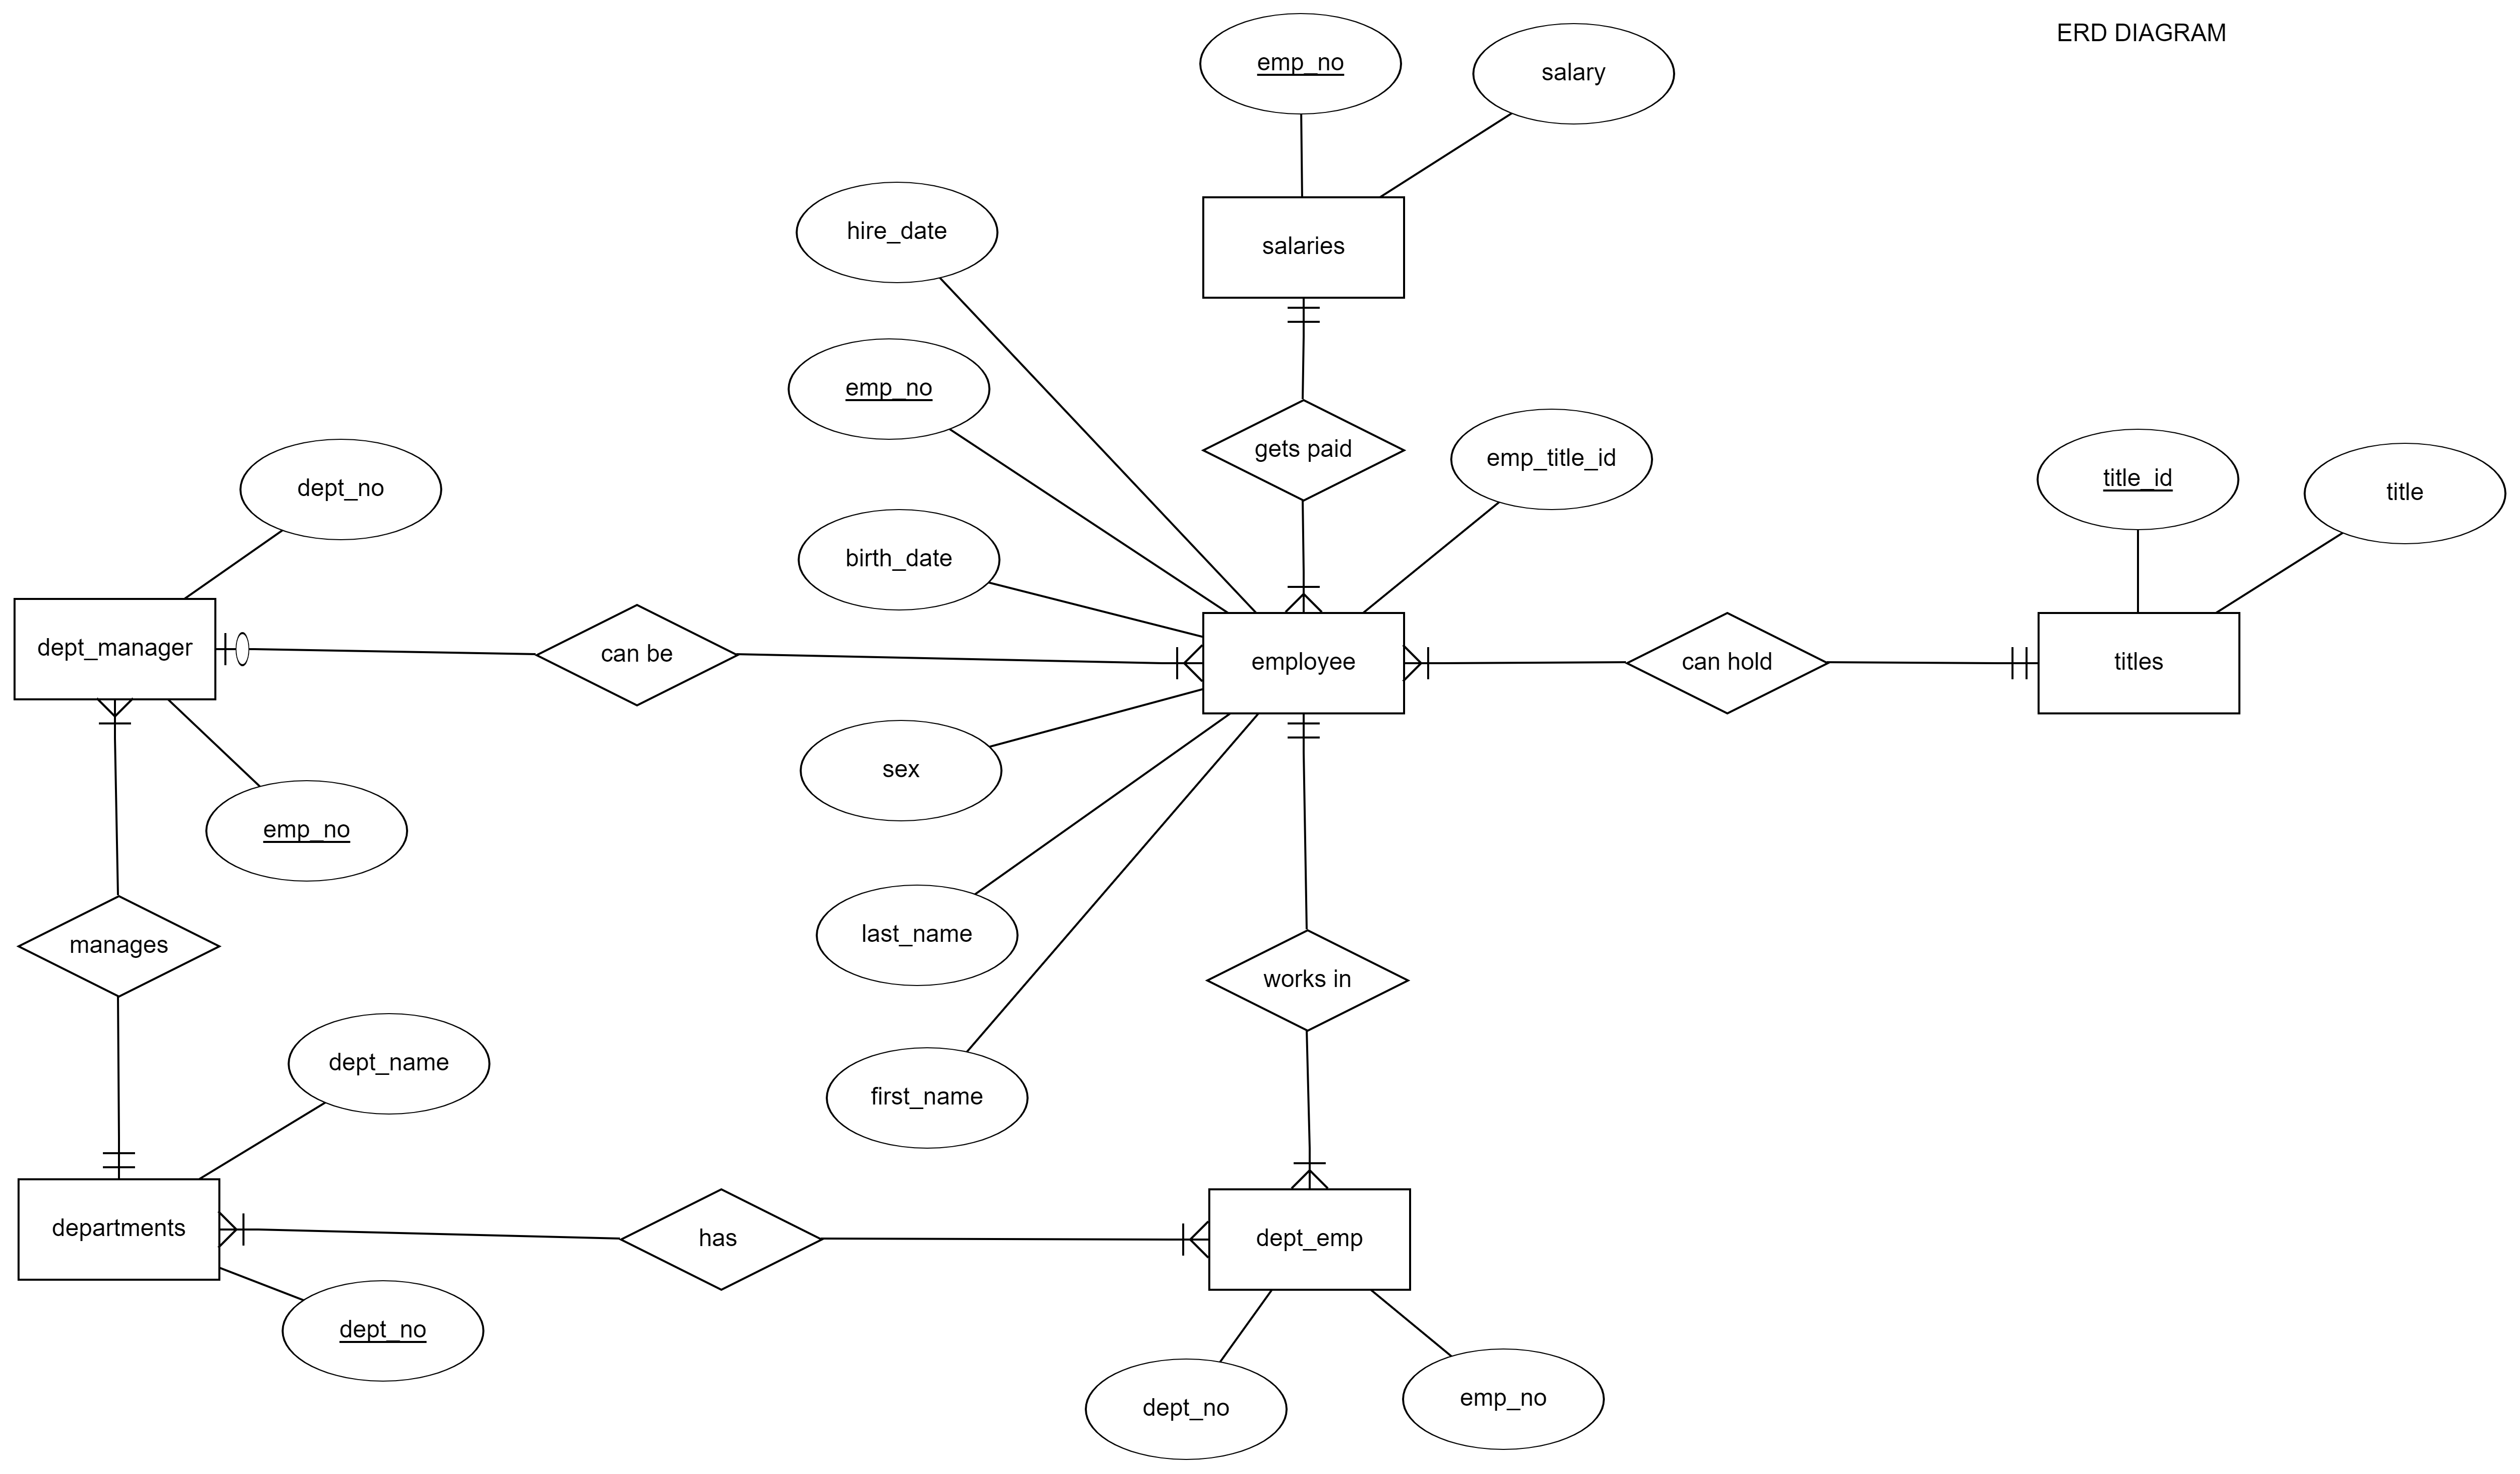 ERD DIAGRAM
emp_no
salary
hire_date
salaries
emp_no
gets paid
emp_title_id
dept_no
title_id
title
birth_date
dept_manager
can be
employee
can hold
titles
sex
emp_no
last_name
manages
works in
dept_name
first_name
departments
has
dept_emp
dept_no
dept_no
emp_no